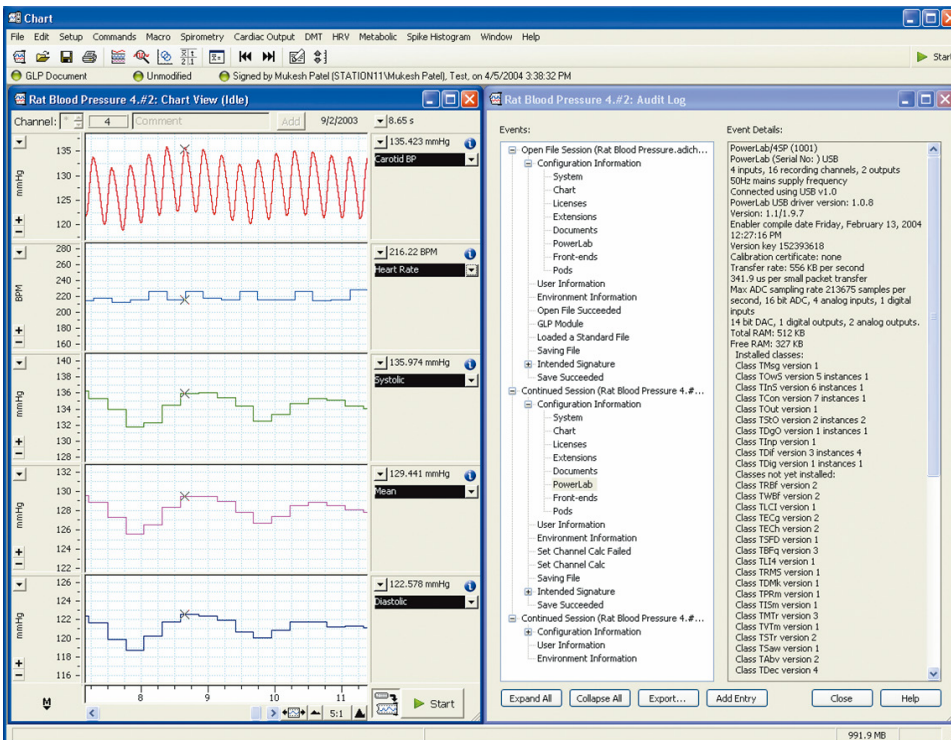 Chart
File Edit Setup Commands Macro Spirometry Cardiac Output DMT HRV Metabolic Spike Histogram Window Help
Start
GLP Document Unmodified Signed by Mukesh Patel (STATION11\Mukesh Patel), Test, on 4/5/2004 3:38:32 PM
Rat Blood Pressure 4.#2: Chart View (Idle)
Channel: 4 Comment Add 9/2/2003 8.65 s
135.423 mmHg
Carotid BP
135
130
125
120
mmHg
216.22 BPM
Heart Rate
280
260
240
220
200
180
160
BPM
135.974 mmHg
Systolic
140
138
136
134
132
130
128
mmHg
129.441 mmHg
Mean
132
130
128
126
124
122
mmHg
122.578 mmHg
Diastolic
126
124
122
120
118
116
mmHg
8 9 10 11
M
5:1
Start
Rat Blood Pressure 4.#2: Audit Log
Events:
Open File Session (Rat Blood Pressure.adich...
Configuration Information
System
Chart
Licenses
Extensions
Documents
PowerLab
Front-ends
Pods
User Information
Environment Information
Open File Succeeded
GLP Module
Loaded a Standard File
Saving File
Intended Signature
Save Succeeded
Continued Session (Rat Blood Pressure 4.#...
Configuration Information
System
Chart
Licenses
Extensions
Documents
PowerLab
Front-ends
Pods
User Information
Environment Information
Set Channel Calc Failed
Set Channel Calc
Saving File
Intended Signature
Save Succeeded
Continued Session (Rat Blood Pressure 4.#...
Configuration Information
User Information
Environment Information
Event Details:
PowerLab/4SP (1001)
PowerLab (Serial No: ) USB
4 inputs, 16 recording channels, 2 outputs
50Hz mains supply frequency
Connected using USB v1.0
PowerLab USB driver version: 1.0.8
Version: 1.1/1.9.7
Enabler compile date Friday, February 13, 2004
12:27:16 PM
Version key 152393618
Calibration certificate: none
Transfer rate: 556 KB per second
341.9 us per small packet transfer
Max ADC sampling rate 213675 samples per
second, 16 bit ADC, 4 analog inputs, 1 digital
inputs
14 bit DAC, 1 digital outputs, 2 analog outputs.
Total RAM: 512 KB
Free RAM: 327 KB
Installed classes:
Class TMsg version 1
Class TOwS version 5 instances 1
Class TInS version 6 instances 1
Class TCon version 7 instances 1
Class TOut version 1
Class TStO version 2 instances 2
Class TDgO version 1 instances 1
Class TInp version 1
Class TDif version 3 instances 4
Class TDig version 1 instances 1
Classes not yet installed:
Class TRBf version 2
Class TWBf version 2
Class TLCI version 1
Class TECg version 2
Class TECh version 2
Class TSFD version 1
Class TBFq version 3
Class TLI4 version 1
Class TRMS version 1
Class TDMk version 1
Class TPRm version 1
Class TISm version 1
Class TMTr version 3
Class TVTm version 1
Class TSTr version 2
Class TSaw version 1
Class TAbv version 2
Class TDec version 4
Expand All Collapse All Export... Add Entry Close Help
991.9 MB